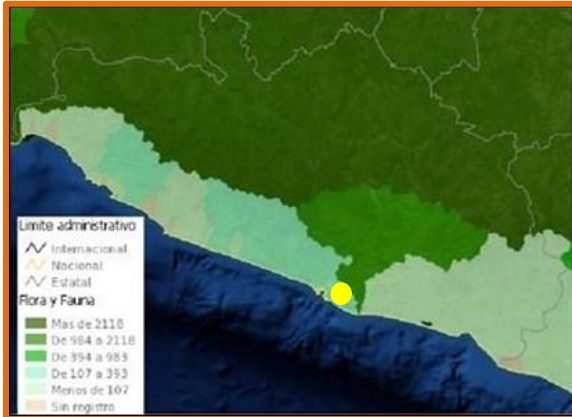 Limite administrativo
Internacional
Nacional
Estatal
Flora y Fauna
Mas de 2118
De 984 a 2118
De 394 a 983
De 107 a 393
Menos de 107
Sin registro